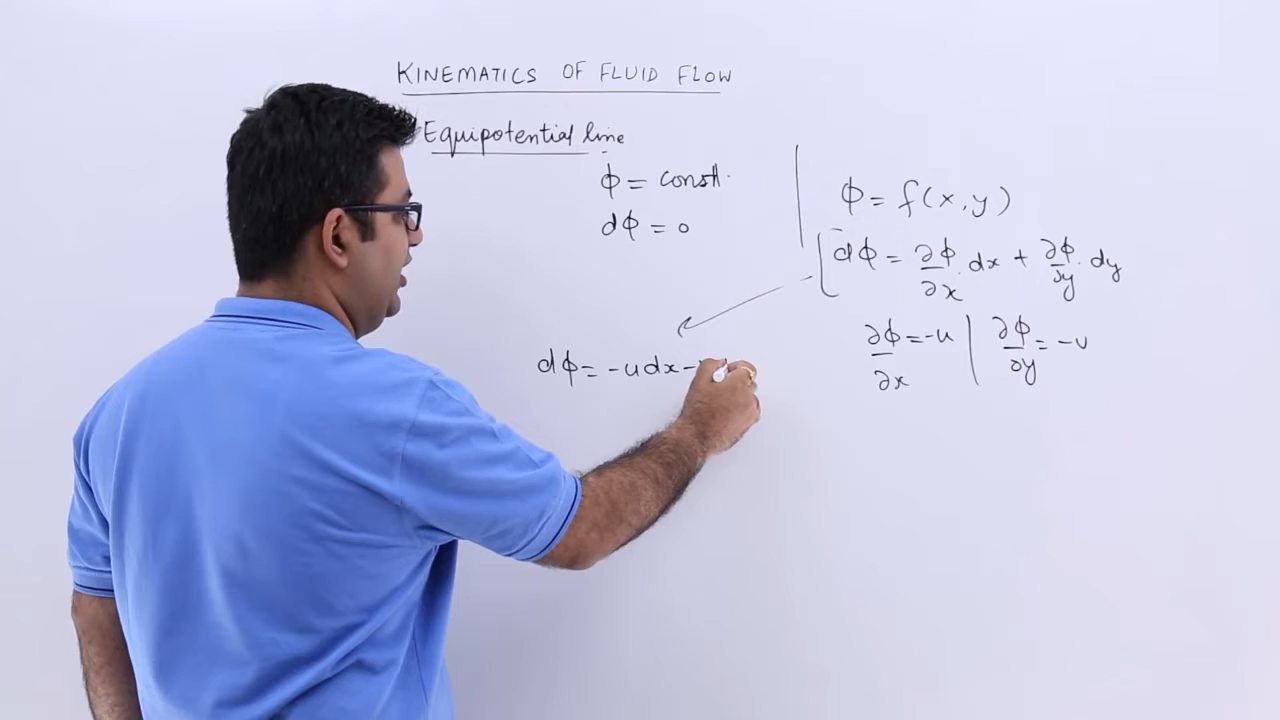 KINEMATICS OF FLUID FLOW
Equipotential line
ϕ = const.
dϕ = 0
ϕ = f(x,y)
dϕ = ∂ϕ/∂x . dx + ∂ϕ/∂y . dy
∂ϕ/∂x = -u | ∂ϕ/∂y = -v
dϕ = -udx -